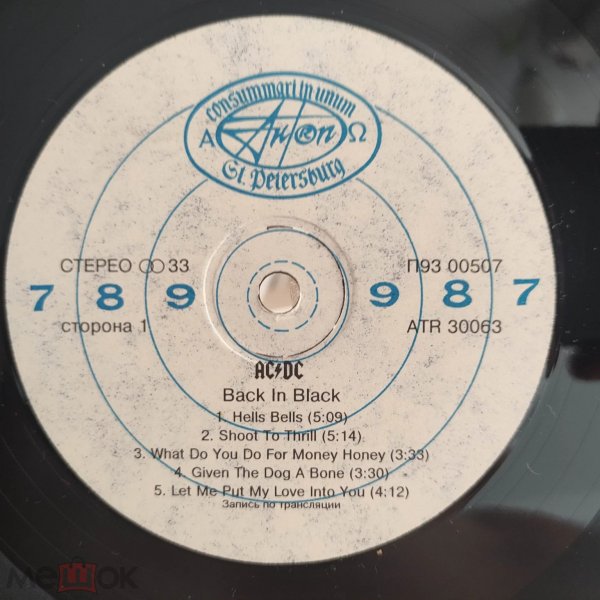 consummari in unum
Α АнТроп Ω
St. Petersburg
СТЕРЕО 33
П93 00507
7 8 9 9 8 7
сторона 1
ATR 30063
AC⚡DC
Back In Black
1. Hells Bells (5:09)
2. Shoot To Thrill (5:14)
3. What Do You Do For Money Honey (3:33)
4. Given The Dog A Bone (3:30)
5. Let Me Put My Love Into You (4:12)
Запись по трансляции
мешок